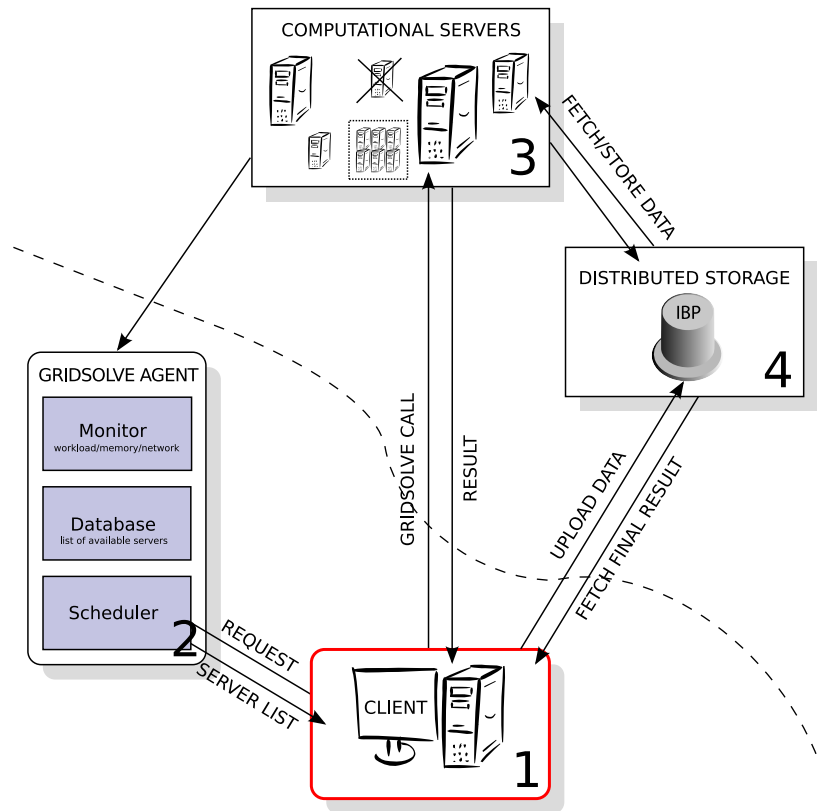 COMPUTATIONAL SERVERS
3
FETCH/STORE DATA
DISTRIBUTED STORAGE
IBP
4
GRIDSOLVE AGENT
Monitor
workload/memory/network
Database
list of available servers
Scheduler
2
GRIDSOLVE CALL
RESULT
UPLOAD DATA
FETCH FINAL RESULT
REQUEST
SERVER LIST
CLIENT
1